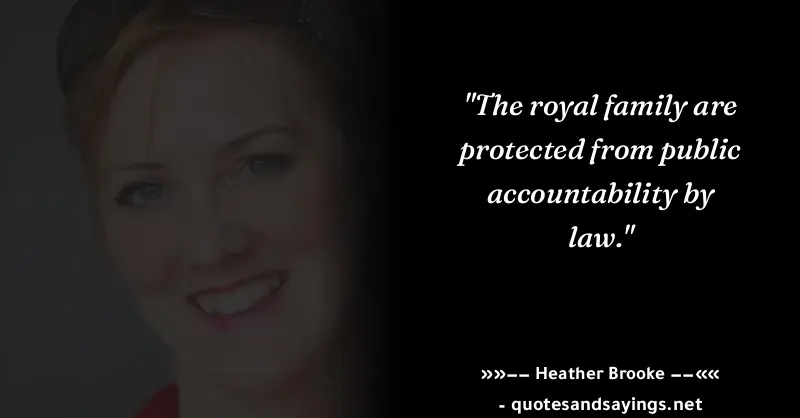 "The royal family are
protected from public
accountability by
law."
»»−− Heather Brooke −−««
- quotesandsayings.net